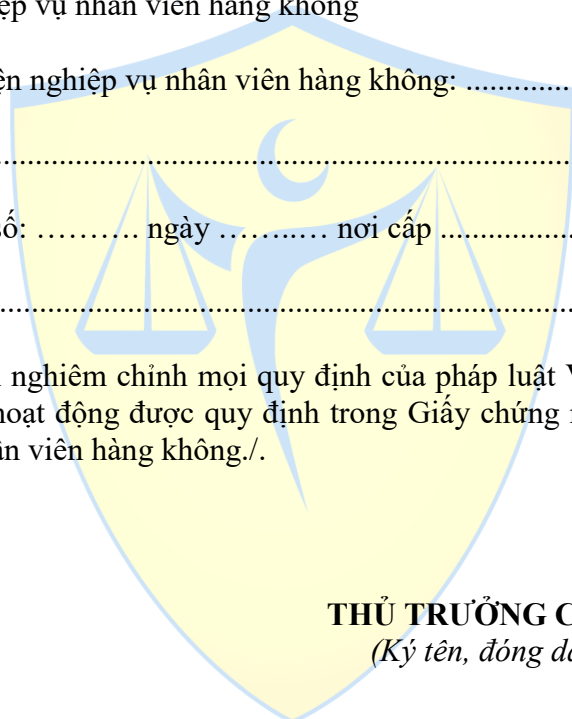 ệp vụ nhân viên hàng không
ện nghiệp vụ nhân viên hàng không: ..............
.......................................................................
số: ………. ngày ……..… nơi cấp .................
.......................................................................
nghiêm chỉnh mọi quy định của pháp luật
hoạt động được quy định trong Giấy chứng
ân viên hàng không./.
THỦ TRƯỞNG C
(Ký tên, đóng dấ